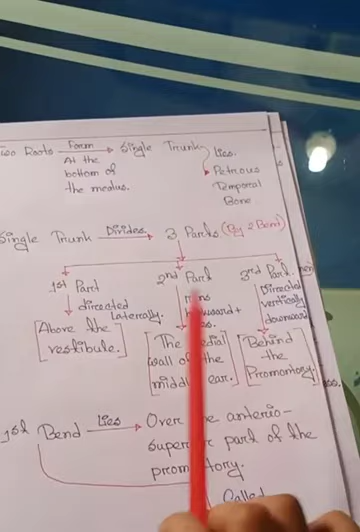 Two Roots Form Single Trunk
At the bottom of the modiolus.
lies
Petrous Temporal Bone
Single Trunk Divides 3 Parts (By 2 Bend)
1st Part 2nd Part 3rd Part
directed Laterally.
Directed vertically downward
[Above the vestibule.]
[The medial wall of the middle ear.]
[Behind the Promontory.]
1st Bend Lies Over the anterio-
superior part of the
promontory.
Called